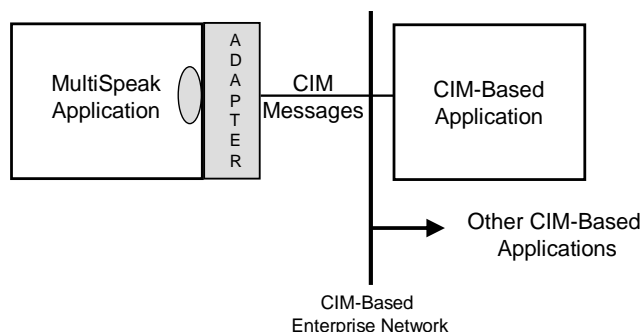 MultiSpeak
Application
A
D
A
P
T
E
R
CIM
Messages
CIM-Based
Application
Other CIM-Based
Applications
CIM-Based
Enterprise Network